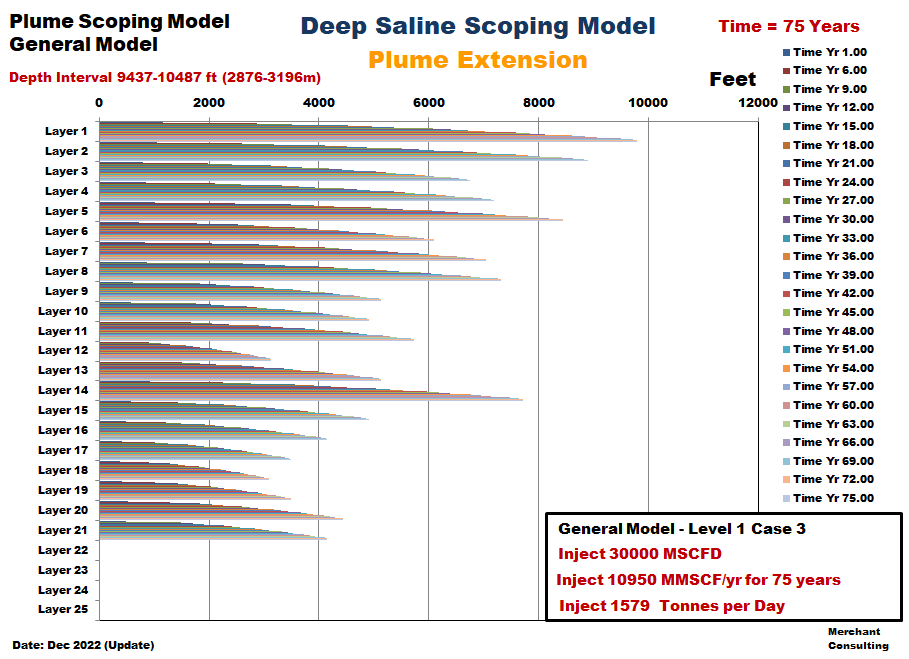 Plume Scoping Model
General Model
Depth Interval 9437-10487 ft (2876-3196m)
Deep Saline Scoping Model
Plume Extension
Time = 75 Years
Feet
0 2000 4000 6000 8000 10000 12000
Layer 1
Layer 2
Layer 3
Layer 4
Layer 5
Layer 6
Layer 7
Layer 8
Layer 9
Layer 10
Layer 11
Layer 12
Layer 13
Layer 14
Layer 15
Layer 16
Layer 17
Layer 18
Layer 19
Layer 20
Layer 21
Layer 22
Layer 23
Layer 24
Layer 25
Time Yr 1.00
Time Yr 6.00
Time Yr 9.00
Time Yr 12.00
Time Yr 15.00
Time Yr 18.00
Time Yr 21.00
Time Yr 24.00
Time Yr 27.00
Time Yr 30.00
Time Yr 33.00
Time Yr 36.00
Time Yr 39.00
Time Yr 42.00
Time Yr 45.00
Time Yr 48.00
Time Yr 51.00
Time Yr 54.00
Time Yr 57.00
Time Yr 60.00
Time Yr 63.00
Time Yr 66.00
Time Yr 69.00
Time Yr 72.00
Time Yr 75.00
General Model - Level 1 Case 3
Inject 30000 MSCFD
Inject 10950 MMSCF/yr for 75 years
Inject 1579 Tonnes per Day
Date: Dec 2022 (Update)
Merchant
Consulting